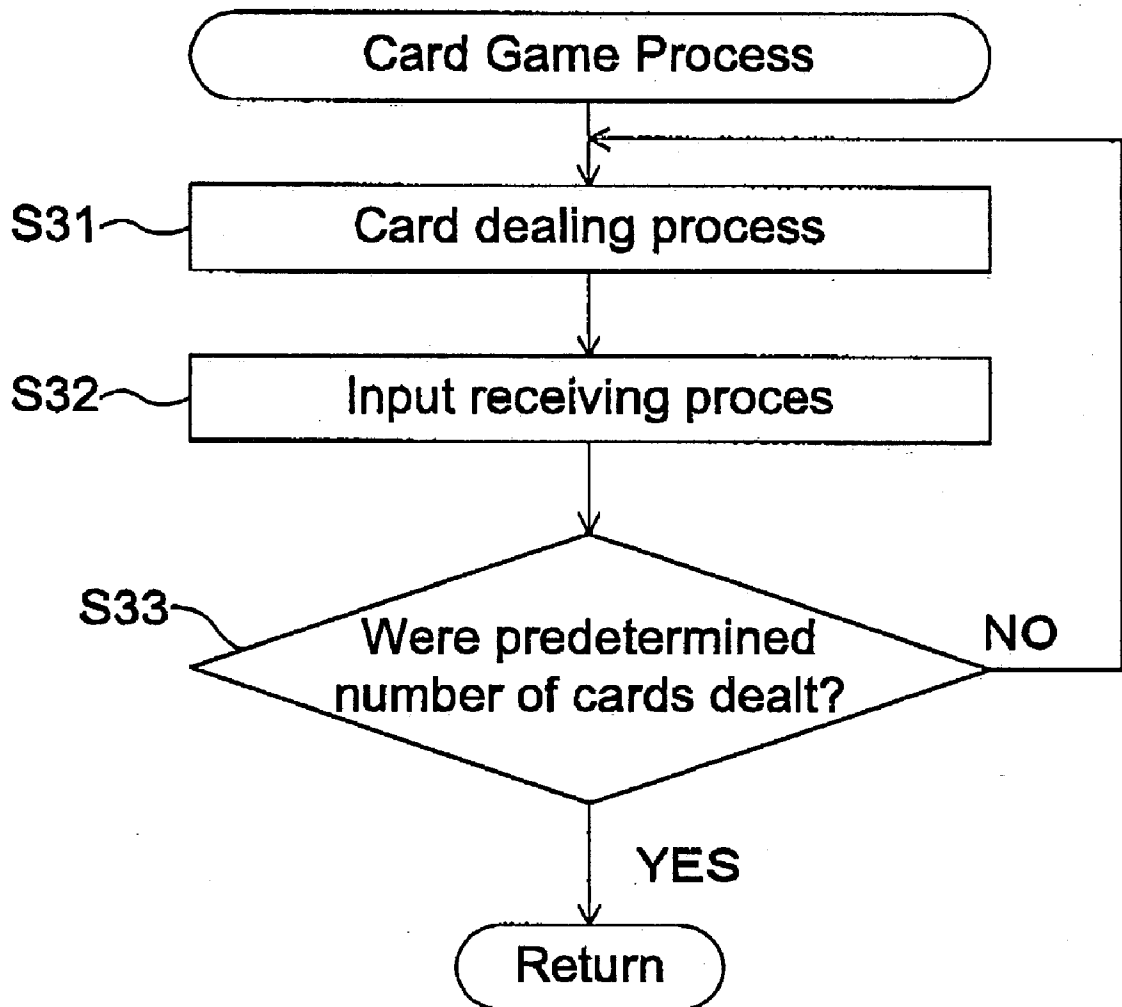 Card Game Process
S31
Card dealing process
S32
Input receiving proces
S33
Were predetermined
number of cards dealt?
NO
YES
Return